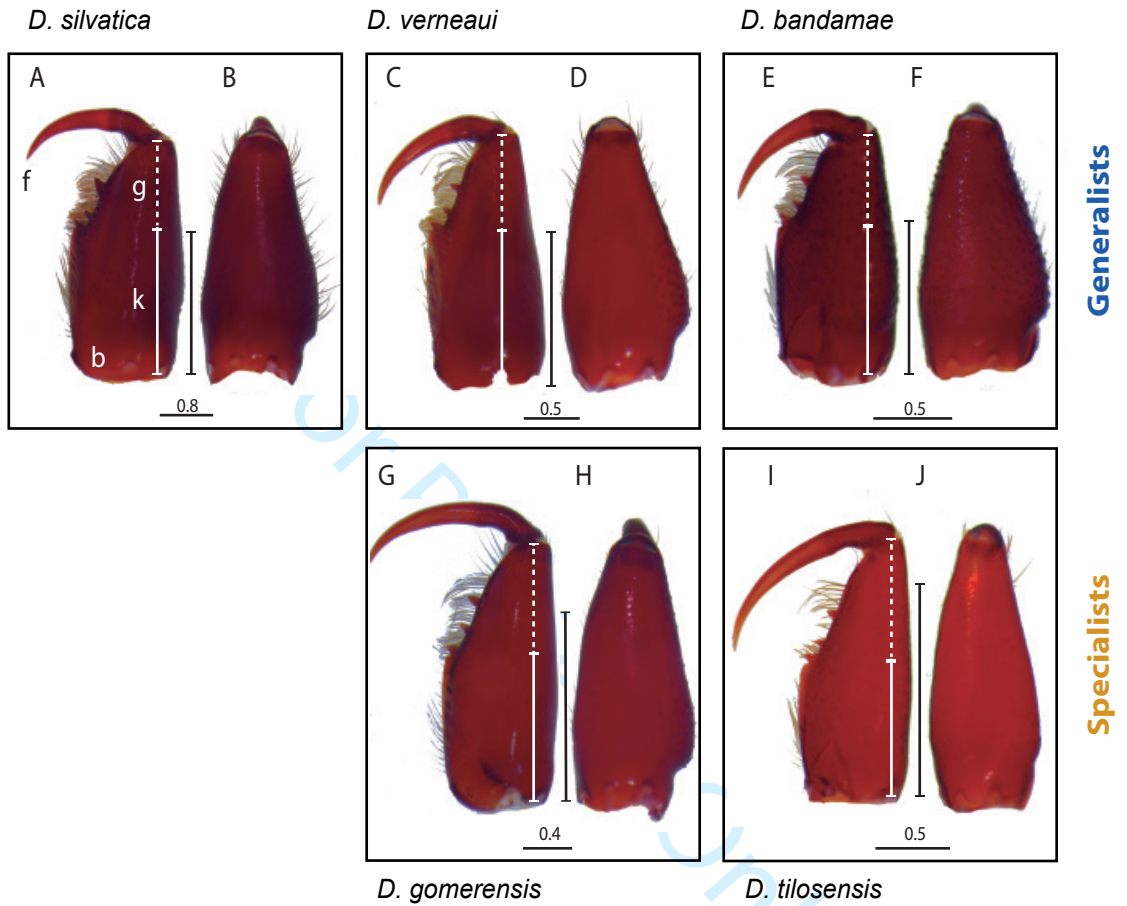 D. silvatica
D. verneaui
D. bandamae
A
B
f
g
k
b
0.8
C
D
0.5
E
F
0.5
Generalists
G
H
0.4
I
J
0.5
Specialists
D. gomerensis
D. tilosensis